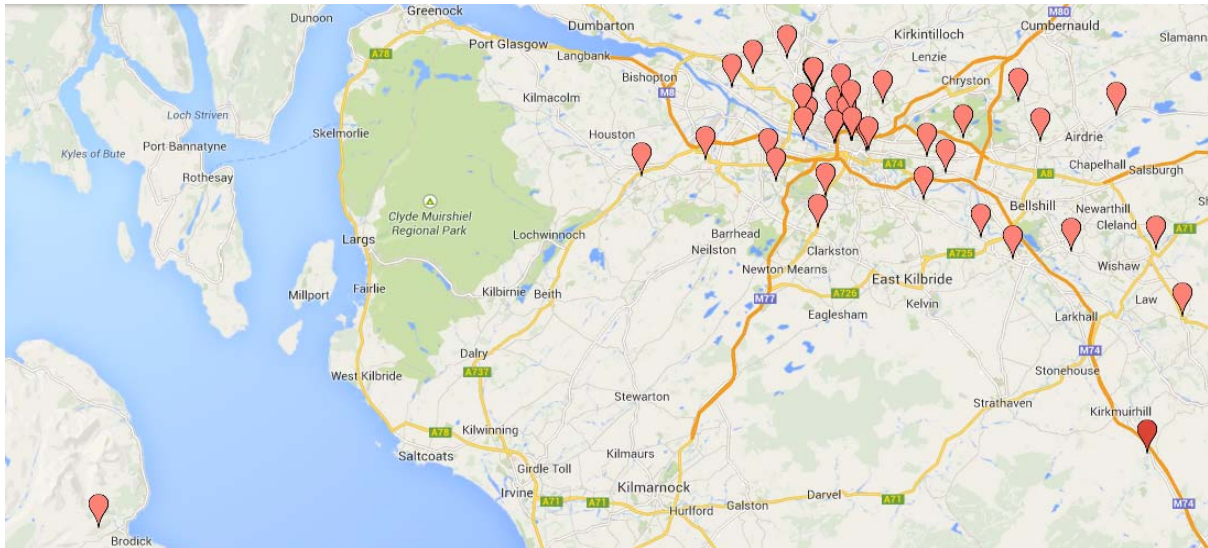 Dunoon
Greenock
Dumbarton
M80
Cumbernauld
A78
Port Glasgow
Langbank
Kirkintilloch
Lenzie
Slamann
Bishopton
M8
Chryston
Kilmacolm
Loch Striven
Skelmorlie
Houston
Airdrie
Kyles of Bute
Port Bannatyne
A74
Chapelhall
A8
Salsburgh
Rothesay
Clyde Muirshiel
Regional Park
Bellshill
Newarthill
Cleland
Sh
A71
Largs
Lochwinnoch
Barrhead
Neilston
Clarkston
A725
Wishaw
Newton Mearns
East Kilbride
Millport
Fairlie
Kilbirnie
Beith
M77
A726
Kelvin
Law
Eaglesham
Larkhall
Dalry
M74
West Kilbride
A737
Stonehouse
Stewarton
Strathaven
Kirkmuirhill
A78
Kilwinning
Saltcoats
Kilmaurs
Girdle Toll
Irvine
Kilmarnock
A71
A71
Galston
Darvel
A71
M74
Hurlford
Brodick